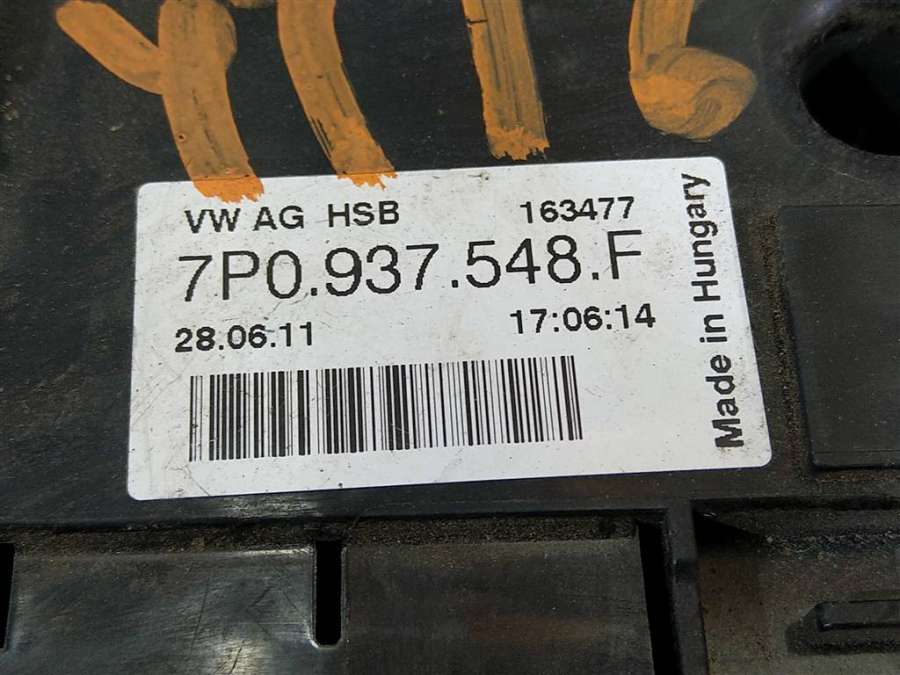 VW AG HSB 163477
7P0.937.548.F
28.06.11 17:06:14
Made in Hungary